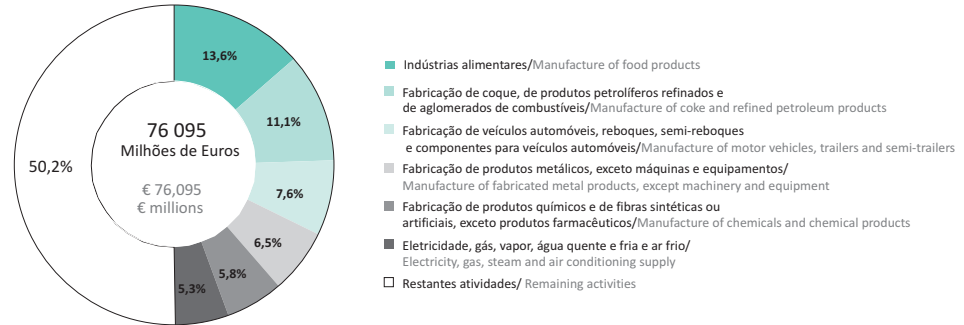 13,6%
11,1%
7,6%
6,5%
5,8%
5,3%
50,2%
76 095
Milhões de Euros
€ 76,095
€ millions
Indústrias alimentares/Manufacture of food products
Fabricação de coque, de produtos petrolíferos refinados e
de aglomerados de combustíveis/Manufacture of coke and refined petroleum products
Fabricação de veículos automóveis, reboques, semi-reboques
e componentes para veículos automóveis/Manufacture of motor vehicles, trailers and semi-trailers
Fabricação de produtos metálicos, exceto máquinas e equipamentos/
Manufacture of fabricated metal products, except machinery and equipment
Fabricação de produtos químicos e de fibras sintéticas ou
artificiais, exceto produtos farmacêuticos/Manufacture of chemicals and chemical products
Eletricidade, gás, vapor, água quente e fria e ar frio/
Electricity, gas, steam and air conditioning supply
Restantes atividades/ Remaining activities